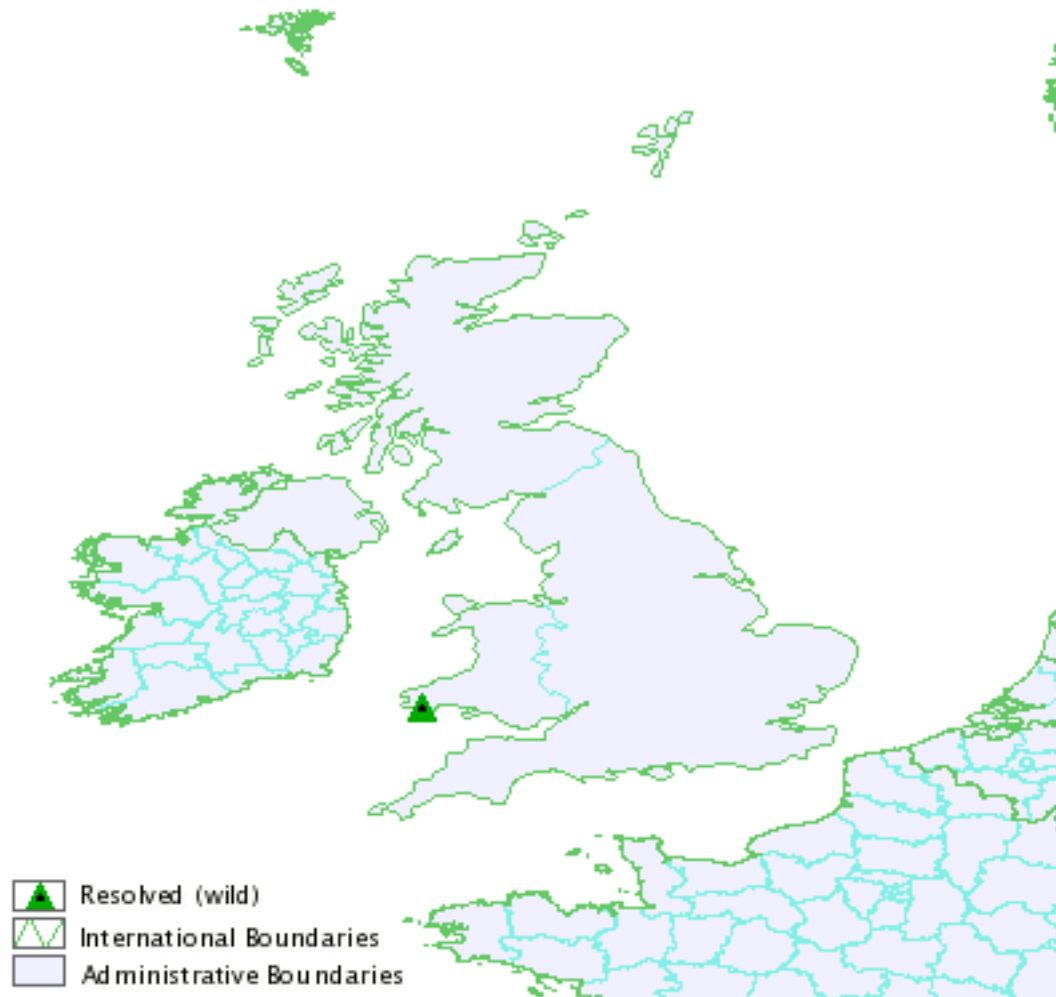 Resolved (wild)
International Boundaries
Administrative Boundaries